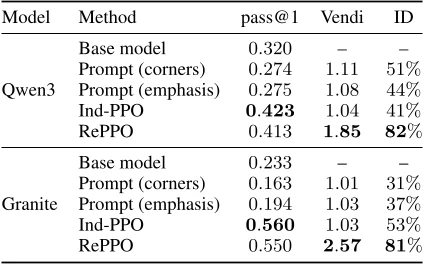 Model Method pass@1 Vendi ID
Base model 0.320 – –
Prompt (corners) 0.274 1.11 51%
Qwen3 Prompt (emphasis) 0.275 1.08 44%
Ind-PPO 0.423 1.04 41%
RePPO 0.413 1.85 82%
Base model 0.233 – –
Prompt (corners) 0.163 1.01 31%
Granite Prompt (emphasis) 0.194 1.03 37%
Ind-PPO 0.560 1.03 53%
RePPO 0.550 2.57 81%